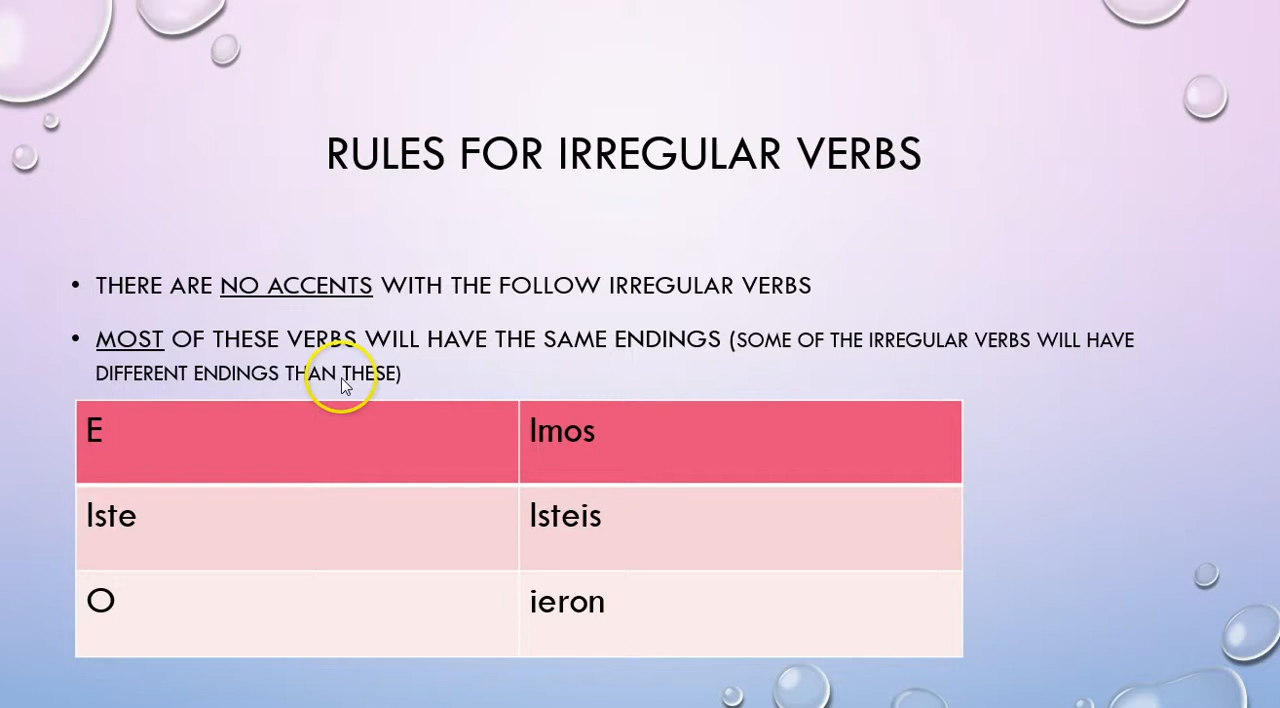 RULES FOR IRREGULAR VERBS
• THERE ARE NO ACCENTS WITH THE FOLLOW IRREGULAR VERBS
• MOST OF THESE VERBS WILL HAVE THE SAME ENDINGS (SOME OF THE IRREGULAR VERBS WILL HAVE
DIFFERENT ENDINGS THAN THESE)
E Imos
Iste Isteis
O ieron